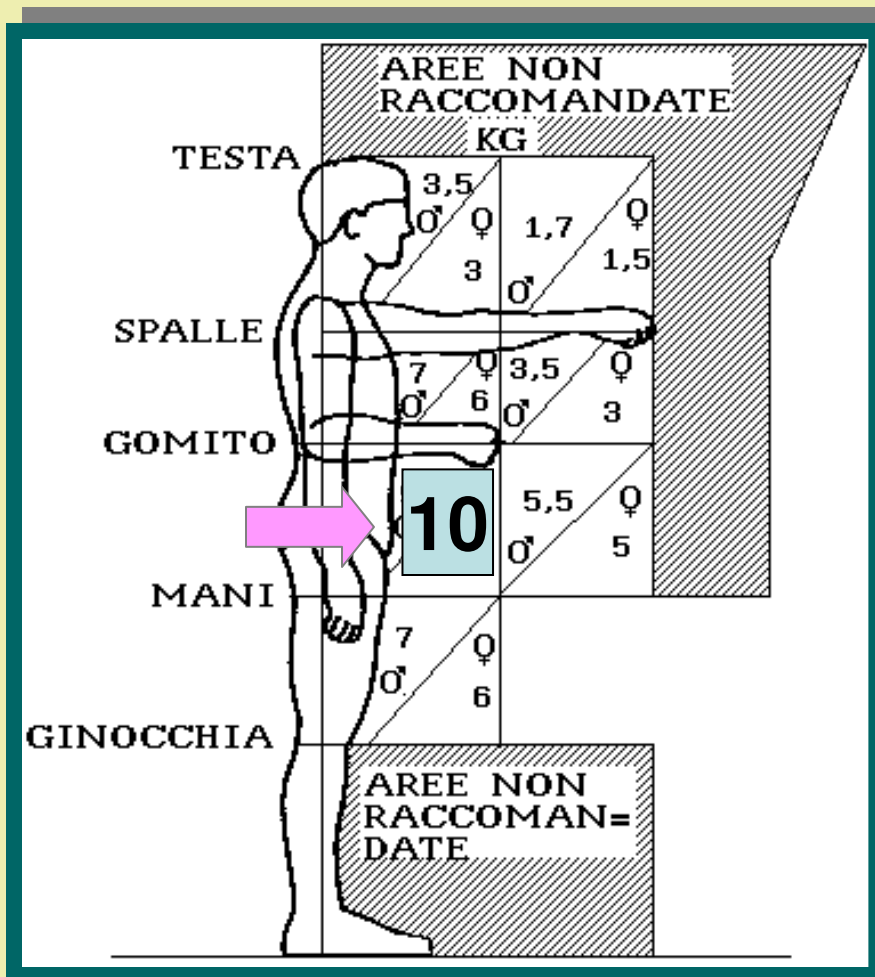 AREE NON
RACCOMANDATE
KG
TESTA
3,5
♂ ♀
3
1,7
♂ ♀
1,5
SPALLE
7
♂ ♀
6
3,5
♂ ♀
3
GOMITO
10
5,5
♂ ♀
5
MANI
7
♂ ♀
6
GINOCCHIA
AREE NON
RACCOMAN=
DATE